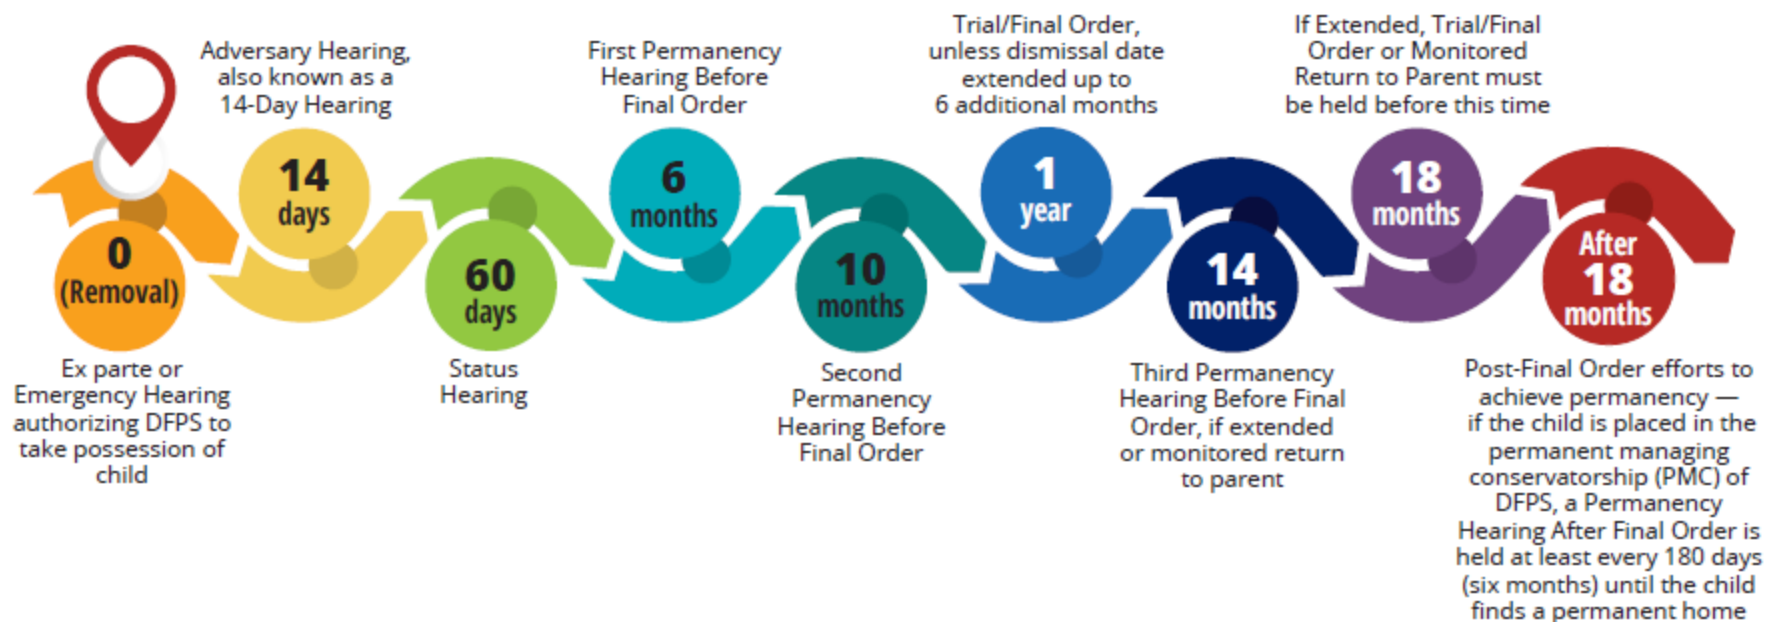 0
(Removal)
Ex parte or
Emergency Hearing
authorizing DFPS to
take possession of
child
Adversary Hearing,
also known as a
14-Day Hearing
14
days
60
days
Status
Hearing
First Permanency
Hearing Before
Final Order
6
months
10
months
Second
Permanency
Hearing Before
Final Order
Trial/Final Order,
unless dismissal date
extended up to
6 additional months
1
year
14
months
Third Permanency
Hearing Before Final
Order, if extended
or monitored return
to parent
If Extended, Trial/Final
Order or Monitored
Return to Parent must
be held before this time
18
months
After
18
months
Post-Final Order efforts to
achieve permanency —
if the child is placed in the
permanent managing
conservatorship (PMC) of
DFPS, a Permanency
Hearing After Final Order is
held at least every 180 days
(six months) until the child
finds a permanent home